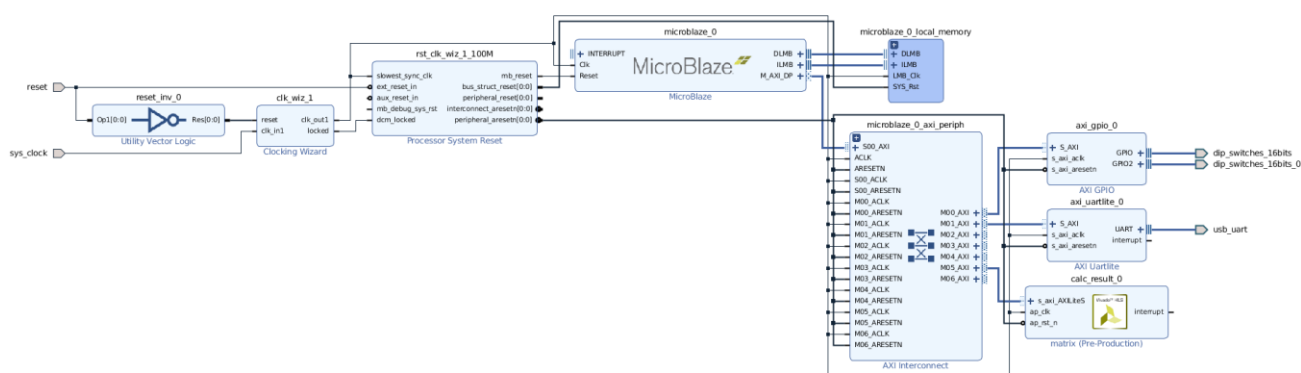 reset
sys_clock
reset_inv_0
Op1[0:0]
Res[0:0]
Utility Vector Logic
clk_wiz_1
reset
clk_in1
clk_out1
locked
Clocking Wizard
rst_clk_wiz_1_100M
slowest_sync_clk
ext_reset_in
aux_reset_in
mb_debug_sys_rst
dcm_locked
mb_reset
bus_struct_reset[0:0]
peripheral_reset[0:0]
interconnect_aresetn[0:0]
peripheral_aresetn[0:0]
Processor System Reset
microblaze_0
INTERRUPT
Clk
Reset
MicroBlaze
DLMB
ILMB
M_AXI_DP
MicroBlaze
microblaze_0_local_memory
DLMB
ILMB
LMB_Clk
SYS_Rst
microblaze_0_axi_periph
S00_AXI
ACLK
ARESETN
S00_ACLK
S00_ARESETN
M00_ACLK
M00_ARESETN
M01_ACLK
M01_ARESETN
M02_ACLK
M02_ARESETN
M03_ACLK
M03_ARESETN
M04_ACLK
M04_ARESETN
M05_ACLK
M05_ARESETN
M06_ACLK
M06_ARESETN
M00_AXI
M01_AXI
M02_AXI
M03_AXI
M04_AXI
M05_AXI
M06_AXI
AXI Interconnect
axi_gpio_0
S_AXI
s_axi_aclk
s_axi_aresetn
GPIO
GPIO2
AXI GPIO
dip_switches_16bits
dip_switches_16bits_0
axi_uartlite_0
S_AXI
s_axi_aclk
s_axi_aresetn
UART
interrupt
AXI Uartlite
usb_uart
calc_result_0
s_axi_AXILiteS
ap_clk
ap_rst_n
Vivado™ HLS
interrupt
matrix (Pre-Production)